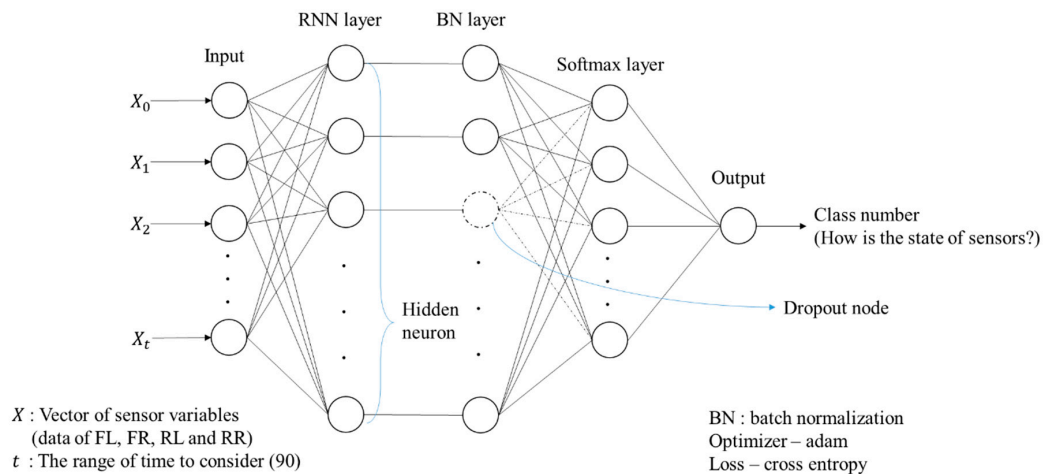 RNN layer
BN layer
Input
Softmax layer
X₀
X₁
X₂
Xₜ
Output
Class number
(How is the state of sensors?)
Dropout node
Hidden
neuron
X : Vector of sensor variables
(data of FL, FR, RL and RR)
t : The range of time to consider (90)
BN : batch normalization
Optimizer – adam
Loss – cross entropy